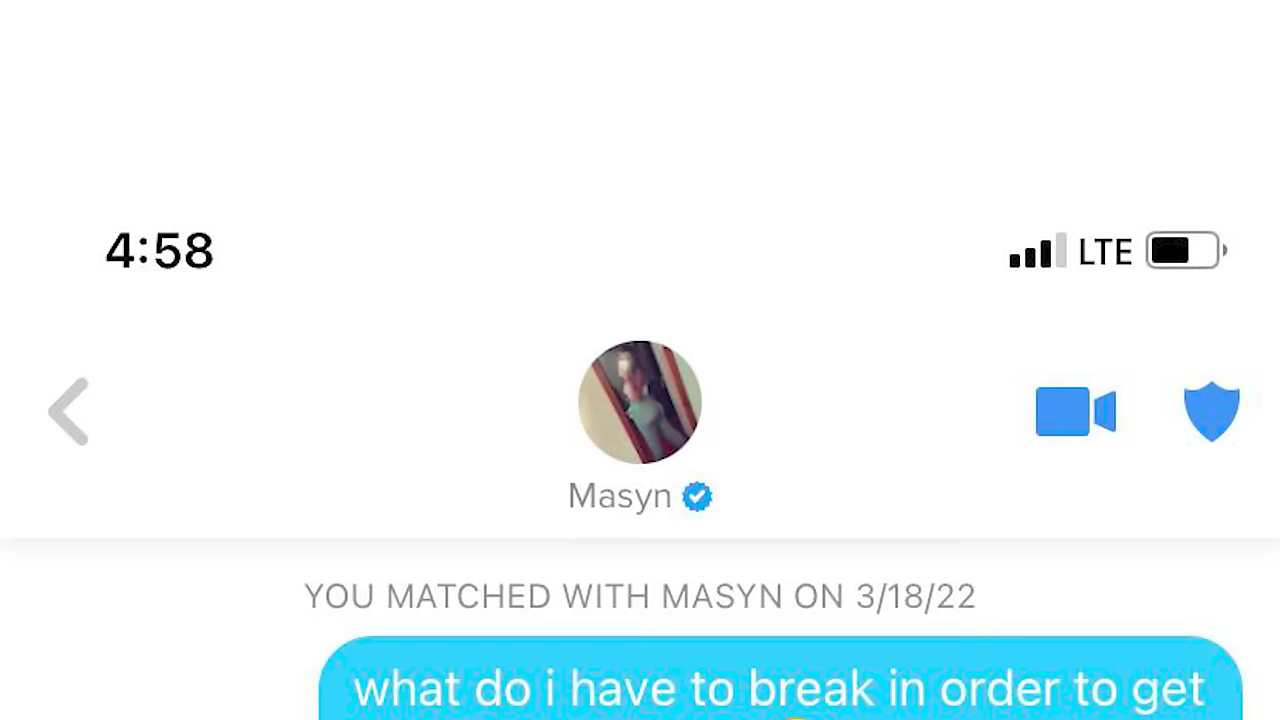 4:58 LTE
Masyn
YOU MATCHED WITH MASYN ON 3/18/22
what do i have to break in order to get